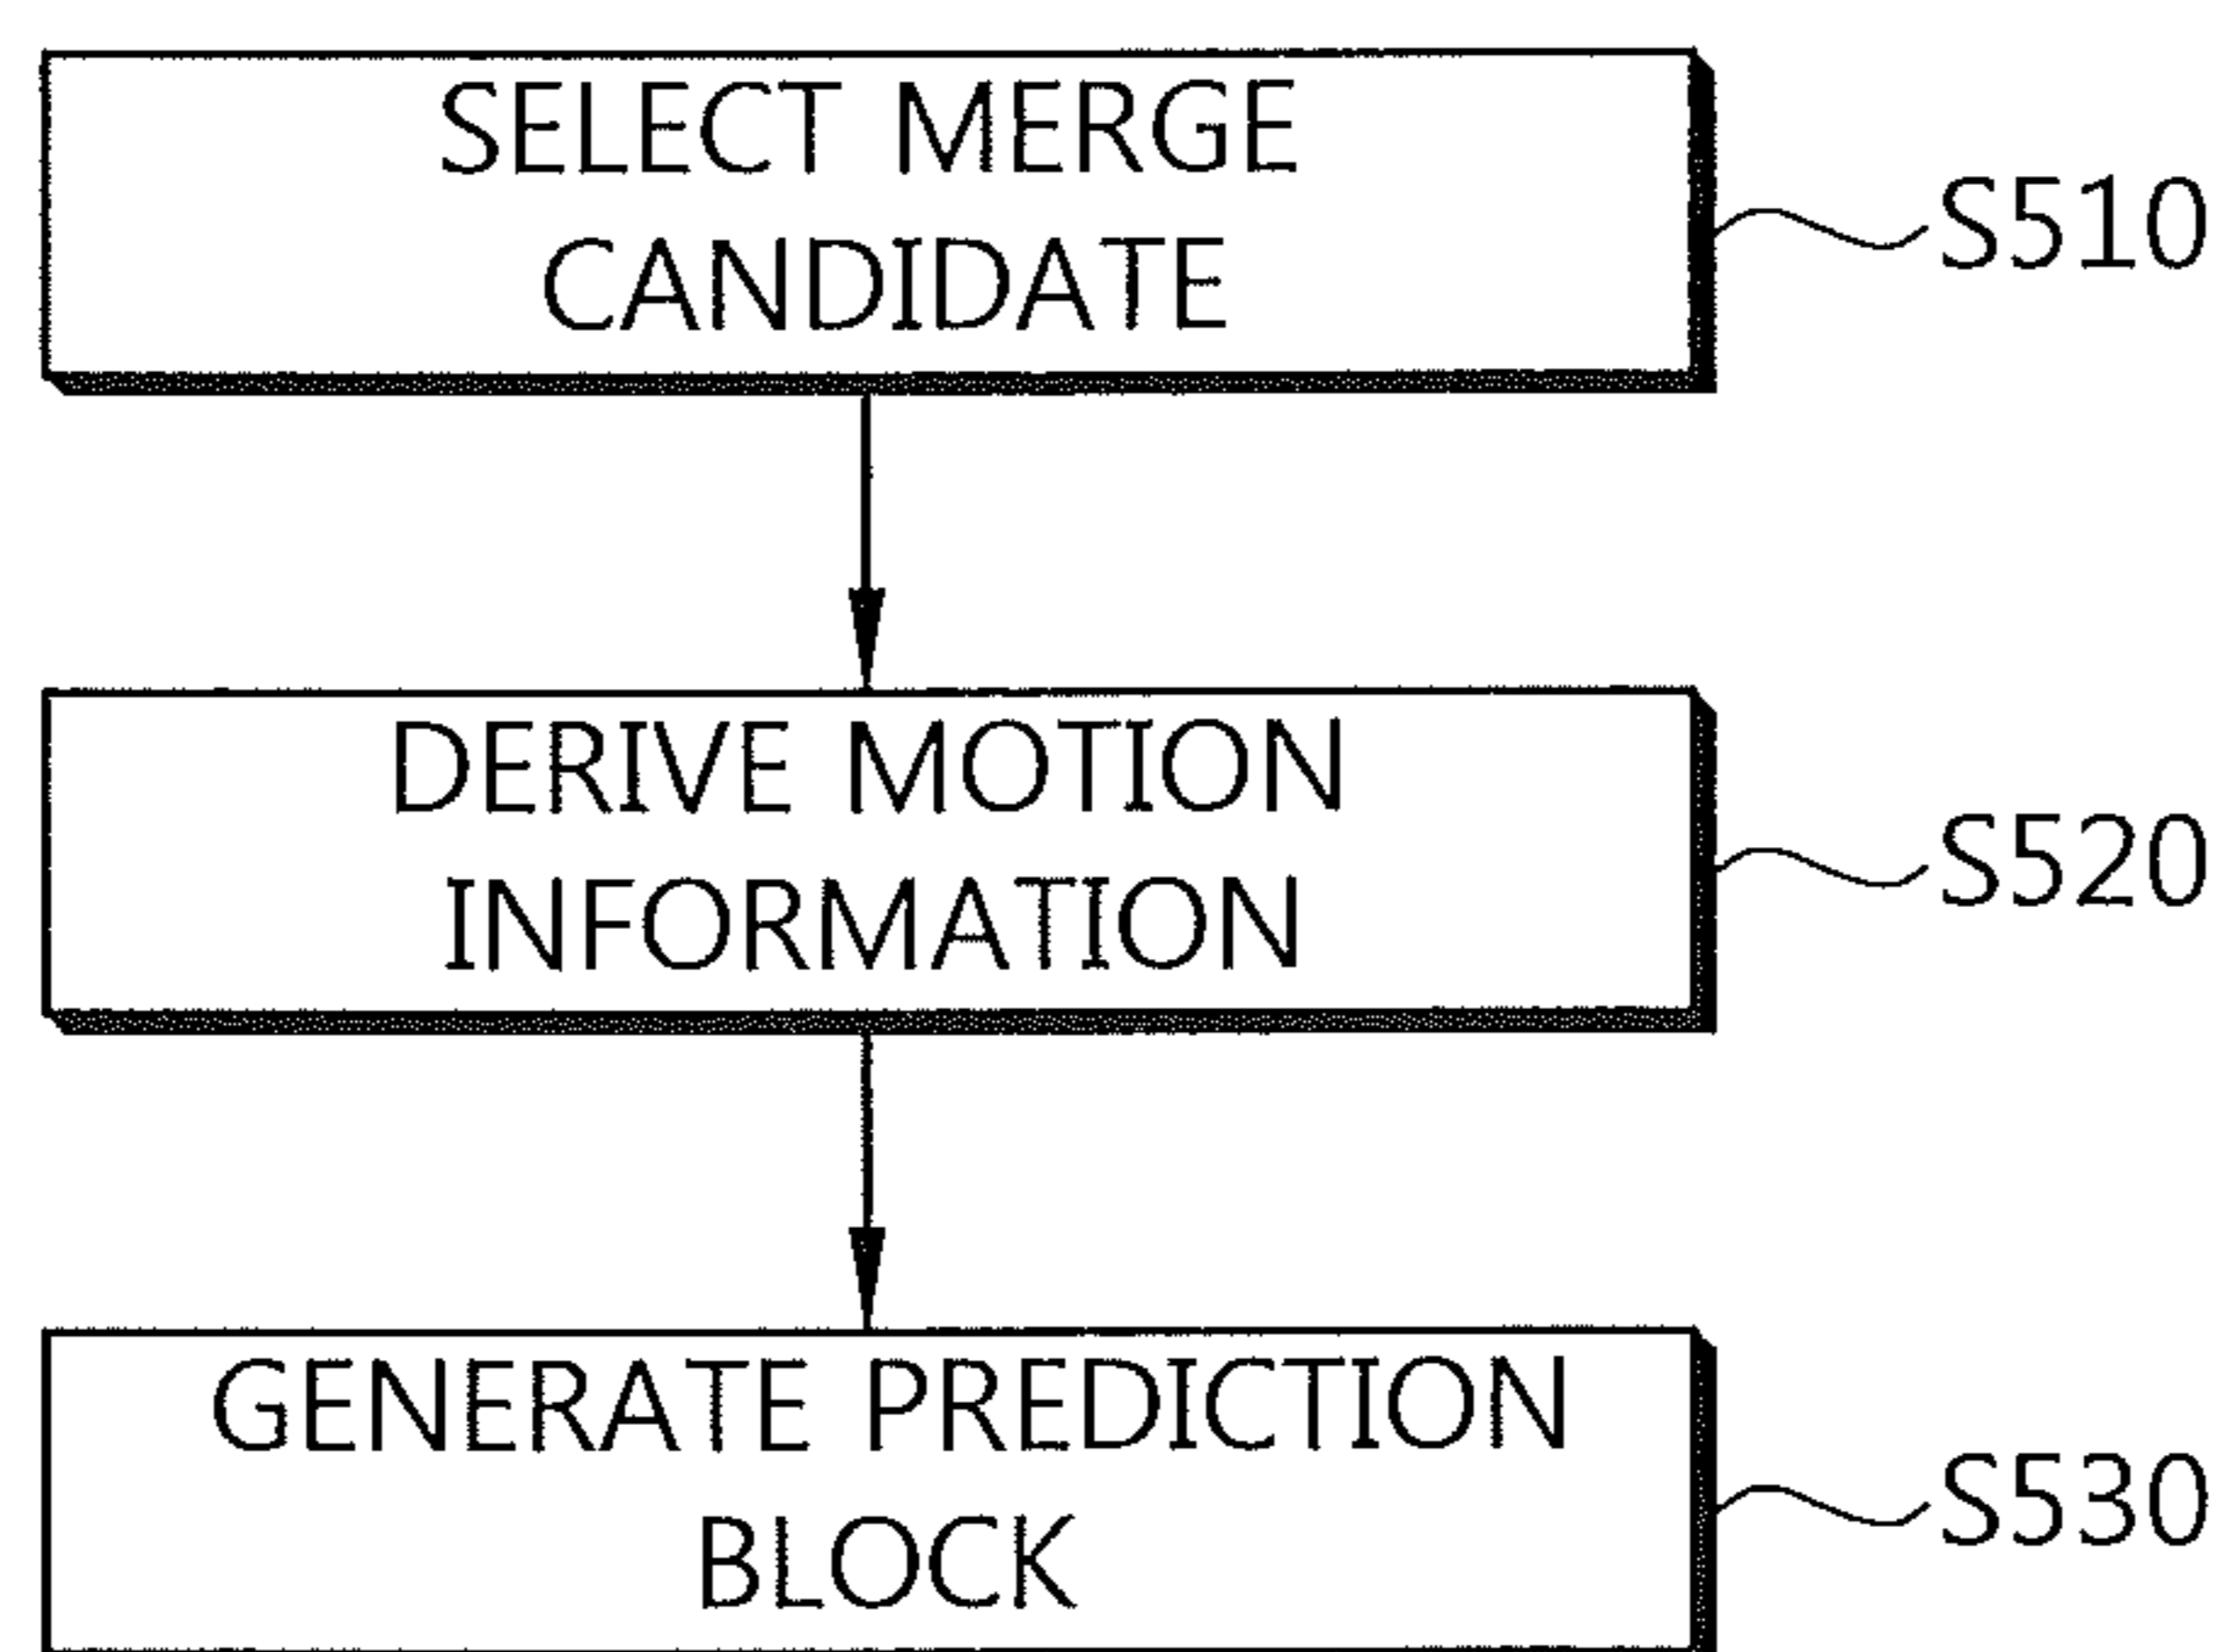 SELECT MERGE
CANDIDATE
S510
DERIVE MOTION
INFORMATION
S520
GENERATE PREDICTION
BLOCK
S530